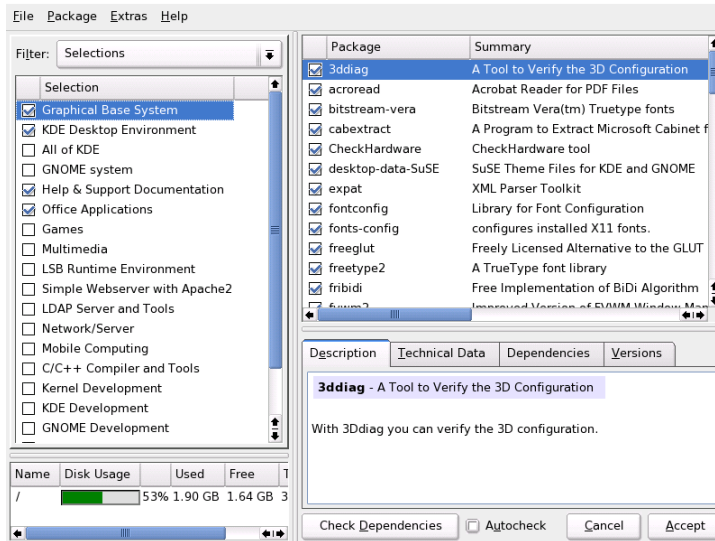 File Package Extras Help
Filter: Selections
Selection
Graphical Base System
KDE Desktop Environment
All of KDE
GNOME system
Help & Support Documentation
Office Applications
Games
Multimedia
LSB Runtime Environment
Simple Webserver with Apache2
LDAP Server and Tools
Network/Server
Mobile Computing
C/C++ Compiler and Tools
Kernel Development
KDE Development
GNOME Development
Name Disk Usage Used Free T
/ 53% 1.90 GB 1.64 GB 3
Package Summary
3ddiag A Tool to Verify the 3D Configuration
acroread Acrobat Reader for PDF Files
bitstream-vera Bitstream Vera(tm) Truetype fonts
cabextract A Program to Extract Microsoft Cabinet f
CheckHardware CheckHardware tool
desktop-data-SuSE SuSE Theme Files for KDE and GNOME
expat XML Parser Toolkit
fontconfig Library for Font Configuration
fonts-config configures installed X11 fonts.
freeglut Freely Licensed Alternative to the GLUT
freetype2 A TrueType font library
fribidi Free Implementation of BiDi Algorithm
fvwm2 Improved Version of FVWM Window Man
Description Technical Data Dependencies Versions
3ddiag - A Tool to Verify the 3D Configuration
With 3Ddiag you can verify the 3D configuration.
Check Dependencies Autocheck Cancel Accept